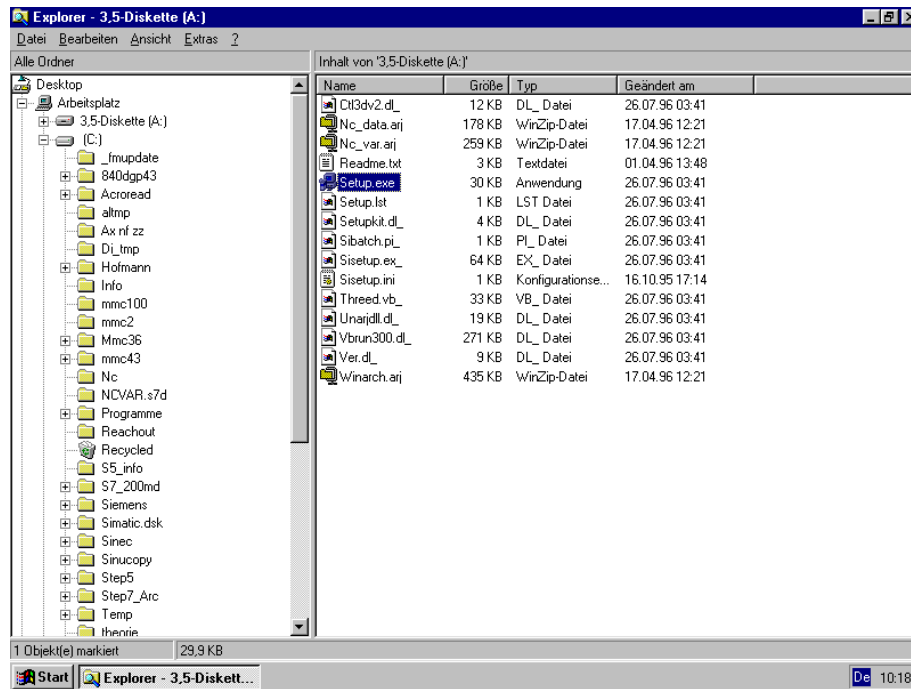 Explorer - 3,5-Diskette (A:)
Datei Bearbeiten Ansicht Extras ?
Alle Ordner
Inhalt von '3,5-Diskette (A:)'
Desktop
Arbeitsplatz
3,5-Diskette (A:)
(C:)
_fmupdate
840dgp43
Acroread
altmp
Ax nf zz
Di_tmp
Hofmann
Info
mmc100
mmc2
Mmc36
mmc43
Nc
NCVAR.s7d
Programme
Reachout
Recycled
S5_info
S7_200md
Siemens
Simatic.dsk
Sinec
Sinucopy
Step5
Step7_Arc
Temp
theorie
Name Größe Typ Geändert am
Ctl3dv2.dl_ 12 KB DL_ Datei 26.07.96 03:41
Nc_data.arj 178 KB WinZip-Datei 17.04.96 12:21
Nc_var.arj 259 KB WinZip-Datei 17.04.96 12:21
Readme.txt 3 KB Textdatei 01.04.96 13:48
Setup.exe 30 KB Anwendung 26.07.96 03:41
Setup.lst 1 KB LST Datei 26.07.96 03:41
Setupkit.dl_ 4 KB DL_ Datei 26.07.96 03:41
Sibatch.pi_ 1 KB PI_ Datei 26.07.96 03:41
Sisetup.ex_ 64 KB EX_ Datei 26.07.96 03:41
Sisetup.ini 1 KB Konfigurationse... 16.10.95 17:14
Threed.vb_ 33 KB VB_ Datei 26.07.96 03:41
Unarjdll.dl_ 19 KB DL_ Datei 26.07.96 03:41
Vbrun300.dl_ 271 KB DL_ Datei 26.07.96 03:41
Ver.dl_ 9 KB DL_ Datei 26.07.96 03:41
Winarch.arj 435 KB WinZip-Datei 17.04.96 12:21
1 Objekt(e) markiert 29,9 KB
Start Explorer - 3,5-Diskett... De 10:18